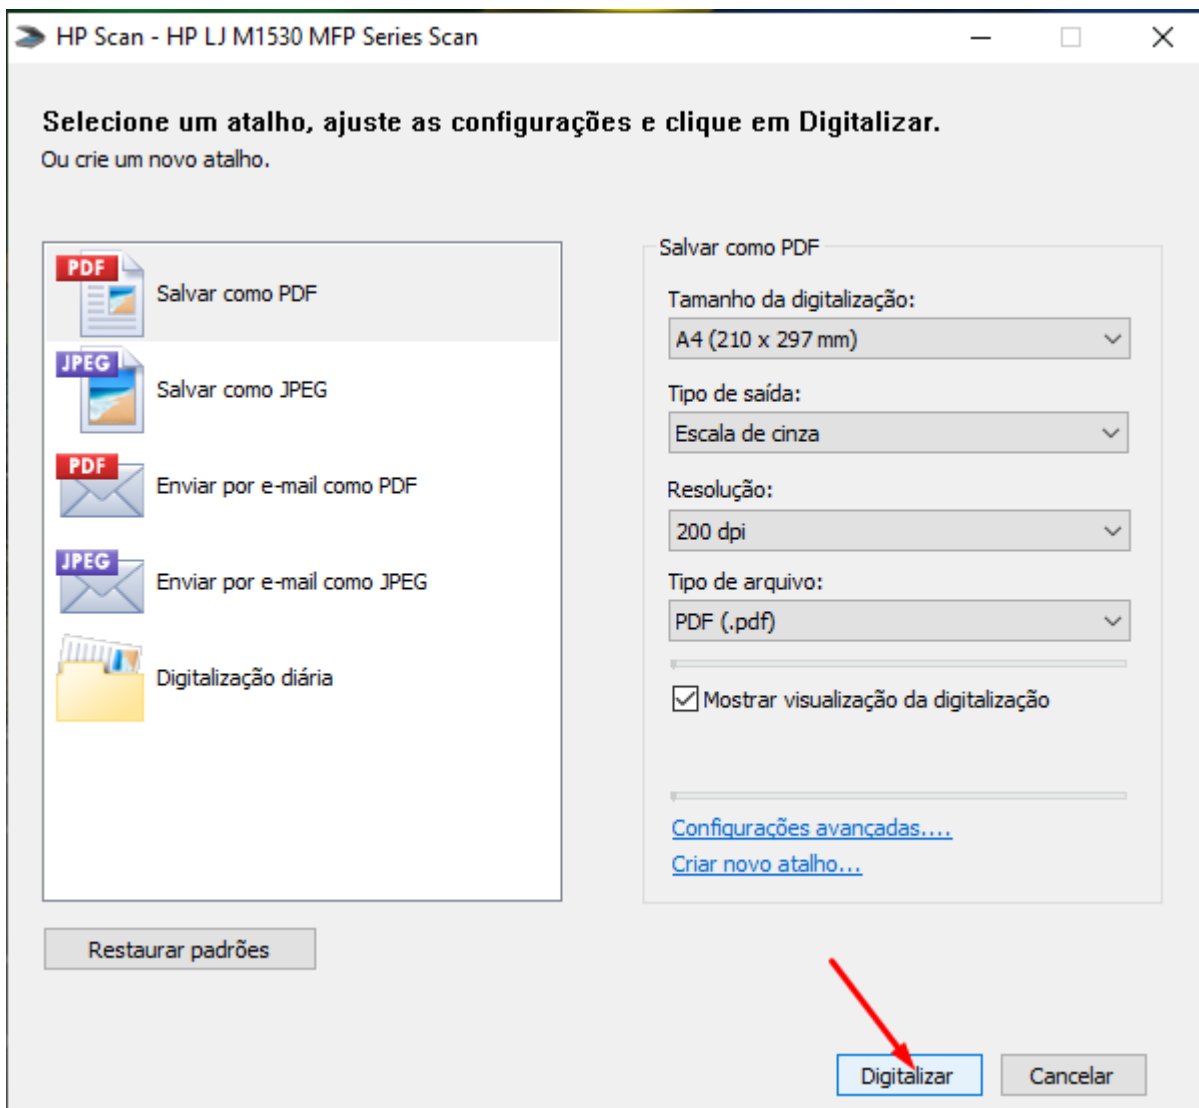 HP Scan - HP LJ M1530 MFP Series Scan
Selecione um atalho, ajuste as configurações e clique em Digitalizar.
Ou crie um novo atalho.
PDF
Salvar como PDF
JPEG
Salvar como JPEG
PDF
Enviar por e-mail como PDF
JPEG
Enviar por e-mail como JPEG
Digitalização diária
Restaurar padrões
Salvar como PDF
Tamanho da digitalização:
A4 (210 x 297 mm)
Tipo de saída:
Escala de cinza
Resolução:
200 dpi
Tipo de arquivo:
PDF (.pdf)
Mostrar visualização da digitalização
Configurações avançadas....
Criar novo atalho...
Digitalizar
Cancelar